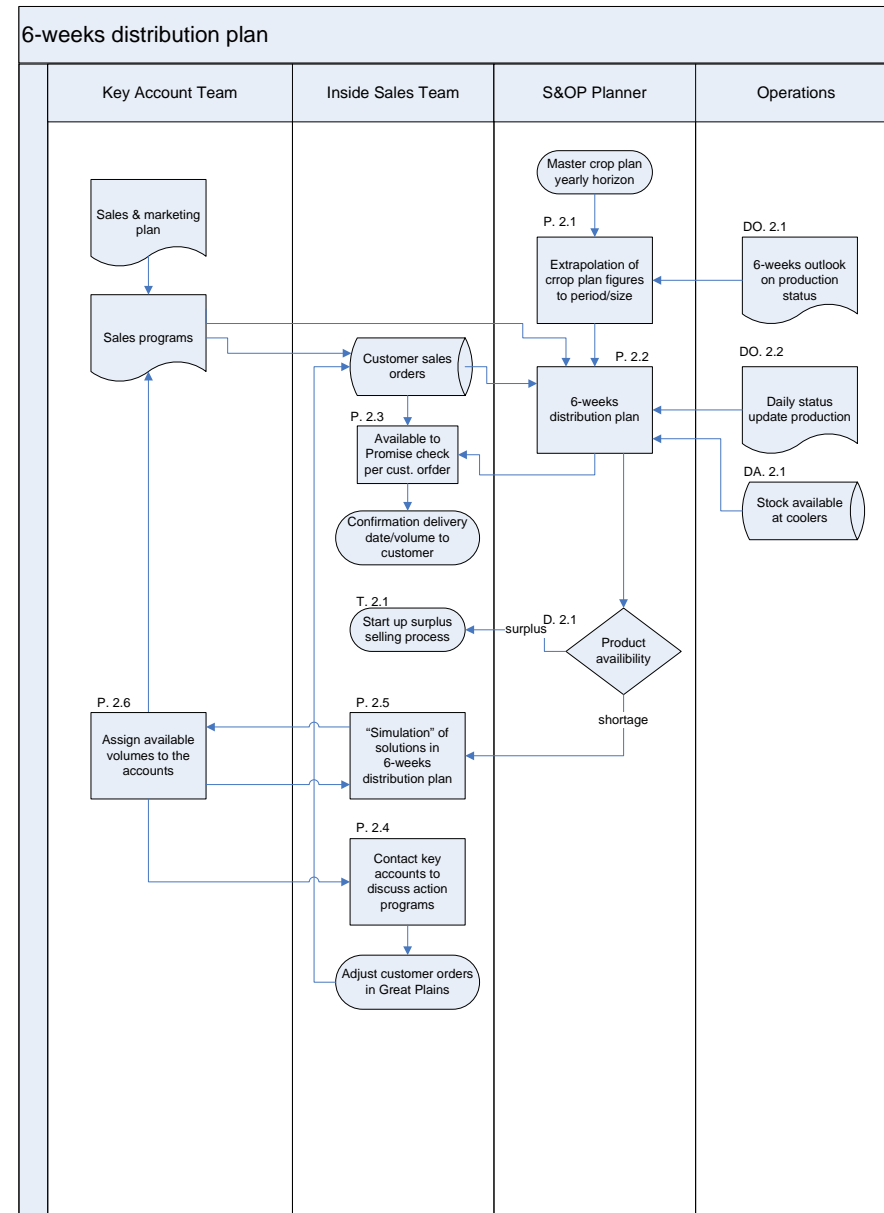 6-weeks distribution plan
Key Account Team
Inside Sales Team
S&OP Planner
Operations
Master crop plan
yearly horizon
Sales & marketing
plan
P. 2.1
Extrapolation of
crrop plan figures
to period/size
DO. 2.1
6-weeks outlook
on production
status
Sales programs
Customer sales
orders
P. 2.2
6-weeks
distribution plan
DO. 2.2
Daily status
update production
P. 2.3
Available to
Promise check
per cust. orfder
DA. 2.1
Stock available
at coolers
Confirmation delivery
date/volume to
customer
T. 2.1
Start up surplus
selling process
surplus
D. 2.1
Product
availibility
shortage
P. 2.6
Assign available
volumes to the
accounts
P. 2.5
“Simulation” of
solutions in
6-weeks
distribution plan
P. 2.4
Contact key
accounts to
discuss action
programs
Adjust customer orders
in Great Plains